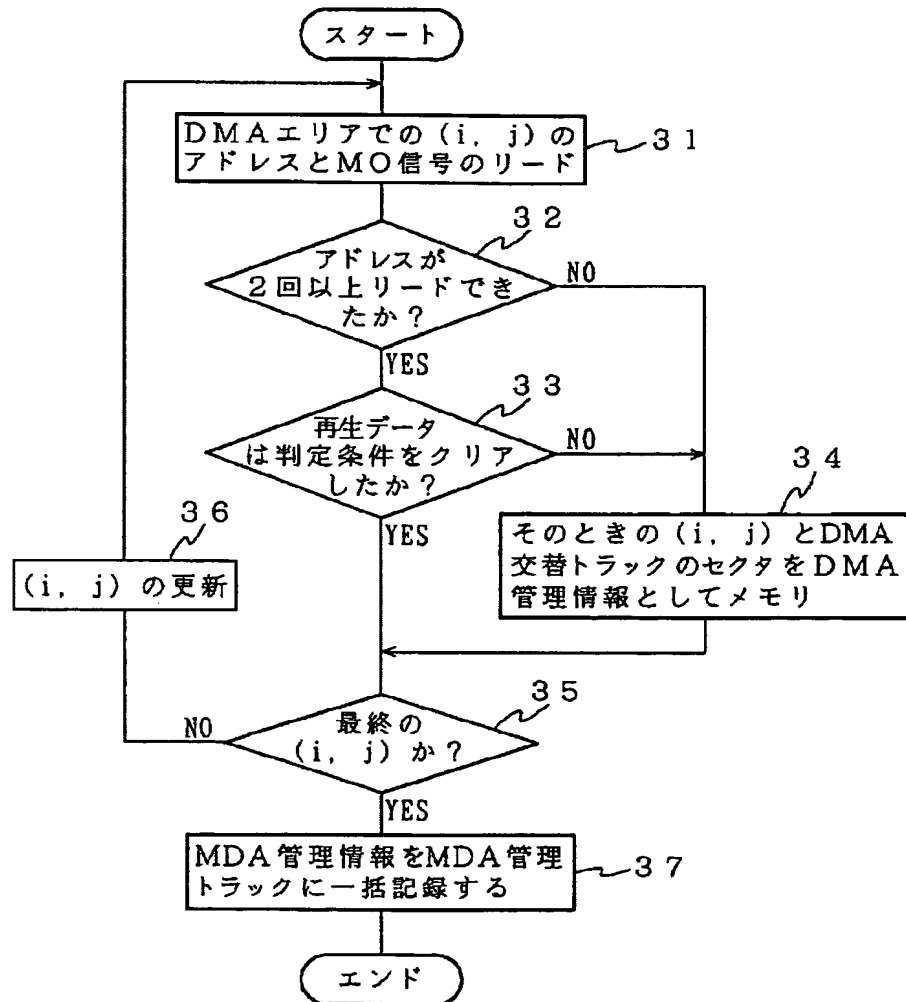 スタート
DMAエリアでの(i, j)の
アドレスとMO信号のリード
31
32
アドレスが
2回以上リードでき
たか?
NO
YES
33
再生データ
は判定条件をクリア
したか?
NO
YES
34
そのときの(i, j)とDMA
交替トラックのセクタをDMA
管理情報としてメモリ
36
(i, j)の更新
35
最終の
(i, j)か?
NO
YES
MDA管理情報をMDA管理
トラックに一括記録する
37
エンド